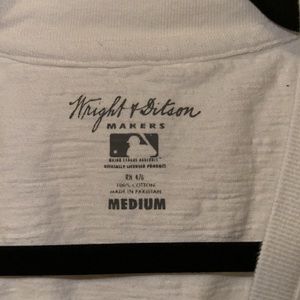 Wright & Ditson
MAKERS
MAJOR LEAGUE BASEBALL
OFFICIALLY LICENSED PRODUCT
100% COTTON
MADE IN PAKISTAN
MEDIUM